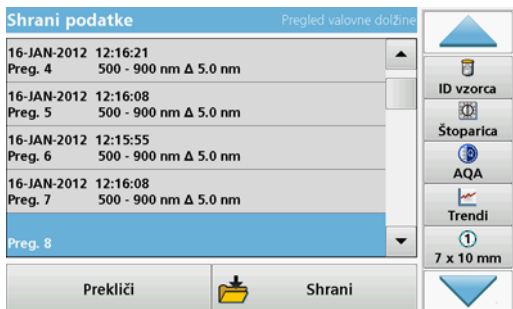 Shrani podatke
Pregled valovne dolžine
16-JAN-2012 12:16:21
Preg. 4 500 - 900 nm Δ 5.0 nm
16-JAN-2012 12:16:08
Preg. 5 500 - 900 nm Δ 5.0 nm
16-JAN-2012 12:15:55
Preg. 6 500 - 900 nm Δ 5.0 nm
16-JAN-2012 12:16:08
Preg. 7 500 - 900 nm Δ 5.0 nm
Preg. 8
Prekliči
Shrani
ID vzorca
Štoparica
AQA
Trendi
1
7 x 10 mm